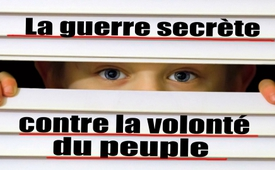 La guerre secrète
contre la volonté
du peuple